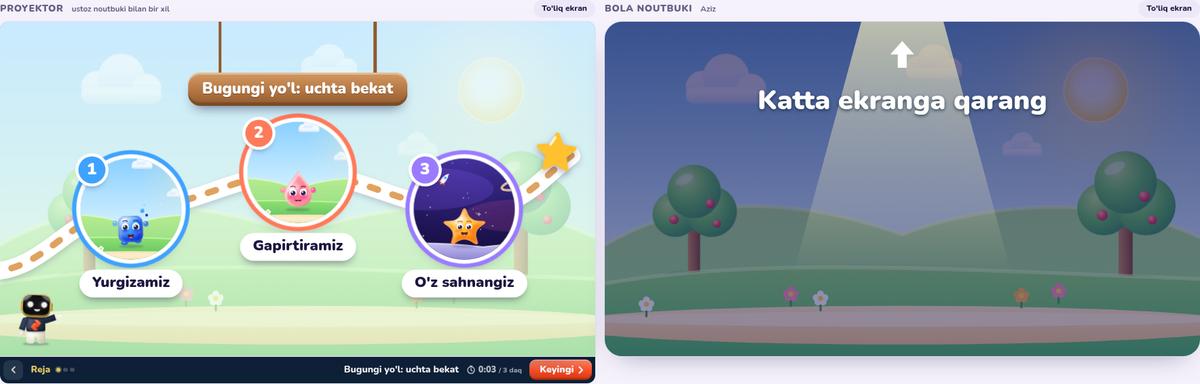 PROYEKTOR ustoz noutbuki bilan bir xil To'liq ekran
Bugungi yo'l: uchta bekat
1
2
3
Yurgizamiz
Gapirtiramiz
O'z sahnangiz
Reja
Bugungi yo'l: uchta bekat 0:03 / 3 daq Keyingi
BOLA NOUTBUKI Aziz To'liq ekran
Katta ekranga qarang